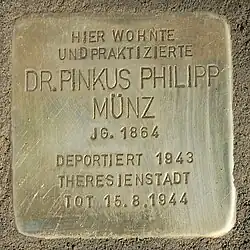 HIER WOHNTE
UND PRAKTIZIERTE
DR. PINKUS PHILIPP
MÜNZ
JG. 1864
DEPORTIERT 1943
THERESIENSTADT
TOT 15.8.1944